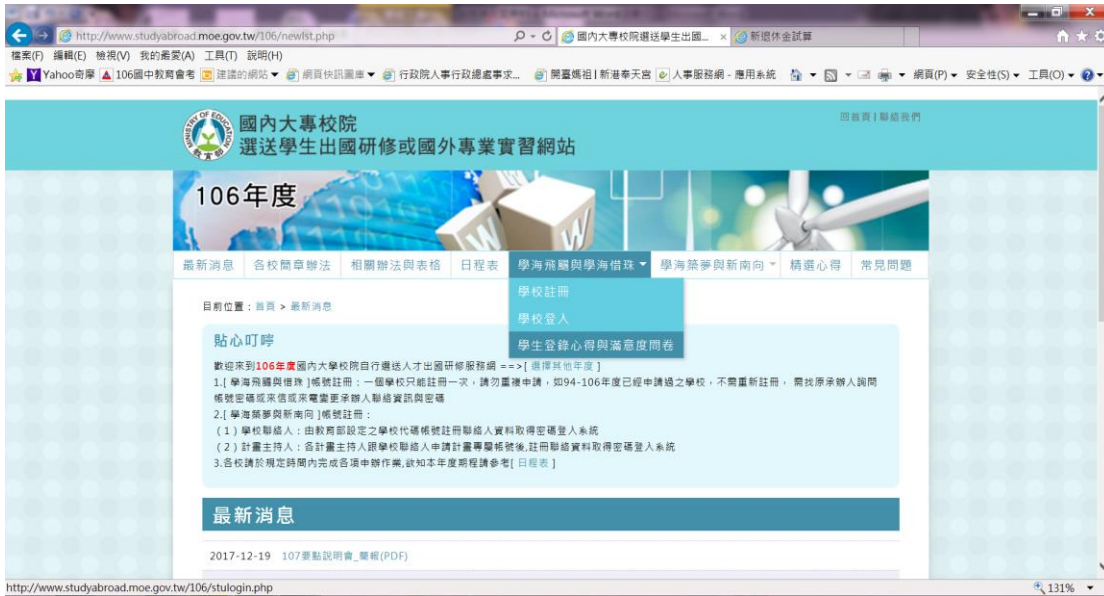 http://www.studyabroad.moe.gov.tw/106/newlst.php
國內大專校院選送學生出國...
新退休金試算
檔案(F) 編輯(E) 檢視(V) 我的最愛(A) 工具(T) 說明(H)
Yahoo奇摩 106國中教育會考 建議的網站 網頁快訊圖庫 行政院人事行政總處事求... 開臺媽祖|新港奉天宮 人事服務網 - 應用系統 網頁(P) 安全性(S) 工具(O)
MINISTRY OF EDUCATION
教育部
國內大專校院
選送學生出國研修或國外專業實習網站
回首頁 | 聯絡我們
106年度
W W
最新消息 各校簡章辦法 相關辦法與表格 日程表 學海飛颺與學海惜珠 學海築夢與新南向 精選心得 常見問題
學校註冊
學校登入
學生登錄心得與滿意度問卷
目前位置：首頁 > 最新消息
貼心叮嚀
歡迎來到106年度國內大學校院自行選送人才出國研修服務網 ==>[ 選擇其他年度 ]
1.[ 學海飛颺與惜珠 ]帳號註冊：一個學校只能註冊一次，請勿重複申請，如94-106年度已經申請過之學校，不需重新註冊， 需找原承辦人詢問
帳號密碼或來信或來電變更承辦人聯絡資訊與密碼
2.[ 學海築夢與新南向 ]帳號註冊：
(1) 學校聯絡人：由教育部設定之學校代碼帳號註冊聯絡人資料取得密碼登入系統
(2) 計畫主持人：各計畫主持人跟學校聯絡人申請計畫專屬帳號後,註冊聯絡資料取得密碼登入系統
3.各校請於規定時間內完成各項申辦作業,欲知本年度期程請參考[ 日程表 ]
最新消息
2017-12-19 107要點說明會_簡報(PDF)
http://www.studyabroad.moe.gov.tw/106/stulogin.php
131%